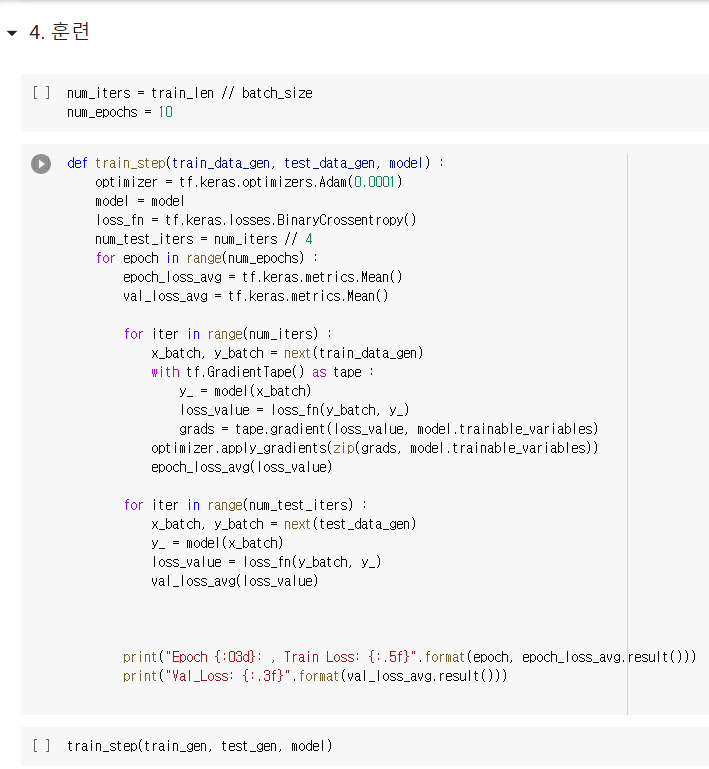 4. 훈련
[ ] num_iters = train_len // batch_size
num_epochs = 10
def train_step(train_data_gen, test_data_gen, model) :
optimizer = tf.keras.optimizers.Adam(0.0001)
model = model
loss_fn = tf.keras.losses.BinaryCrossentropy()
num_test_iters = num_iters // 4
for epoch in range(num_epochs) :
epoch_loss_avg = tf.keras.metrics.Mean()
val_loss_avg = tf.keras.metrics.Mean()
for iter in range(num_iters) :
x_batch, y_batch = next(train_data_gen)
with tf.GradientTape() as tape :
y_ = model(x_batch)
loss_value = loss_fn(y_batch, y_)
grads = tape.gradient(loss_value, model.trainable_variables)
optimizer.apply_gradients(zip(grads, model.trainable_variables))
epoch_loss_avg(loss_value)
for iter in range(num_test_iters) :
x_batch, y_batch = next(test_data_gen)
y_ = model(x_batch)
loss_value = loss_fn(y_batch, y_)
val_loss_avg(loss_value)
print("Epoch {:03d}: , Train Loss: {:.5f}".format(epoch, epoch_loss_avg.result()))
print("Val_Loss: {:.3f}".format(val_loss_avg.result()))
[ ] train_step(train_gen, test_gen, model)